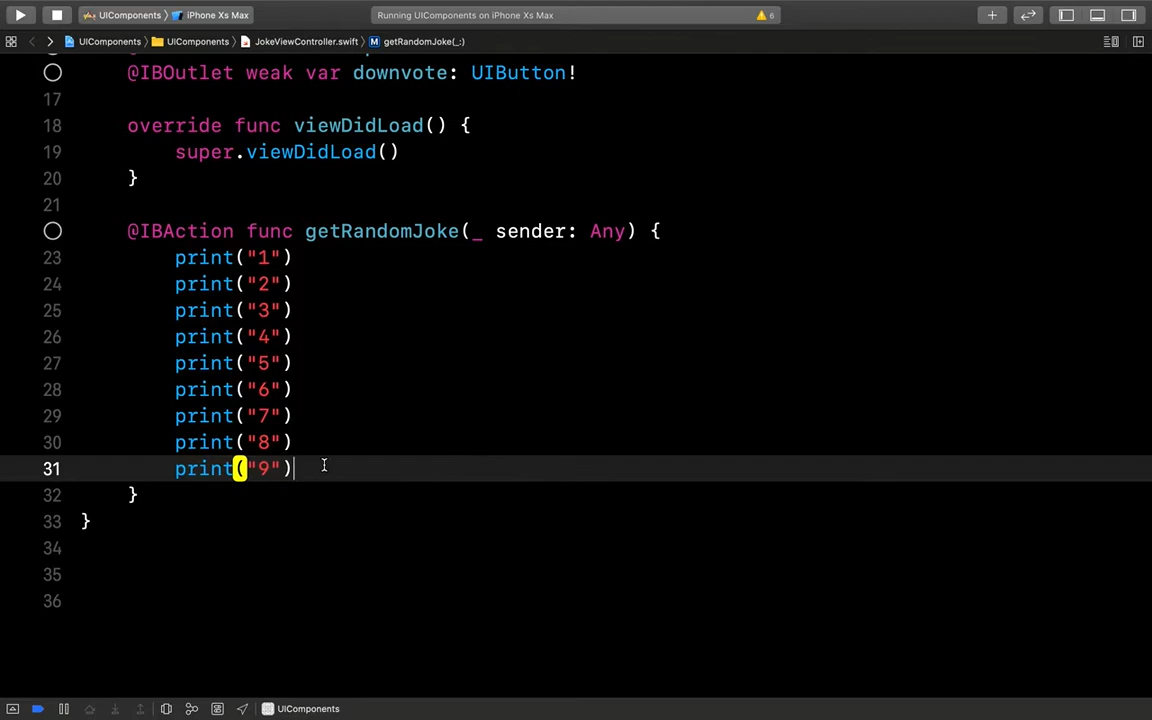 UIComponents 〉 iPhone Xs Max
Running UIComponents on iPhone Xs Max
6
UIComponents 〉 UIComponents 〉 JokeViewController.swift 〉 M getRandomJoke(_:)
@IBOutlet weak var downvote: UIButton!
17
18 override func viewDidLoad() {
19 super.viewDidLoad()
20 }
21
@IBAction func getRandomJoke(_ sender: Any) {
23 print("1")
24 print("2")
25 print("3")
26 print("4")
27 print("5")
28 print("6")
29 print("7")
30 print("8")
31 print("9")
32 }
33 }
34
35
36
UIComponents